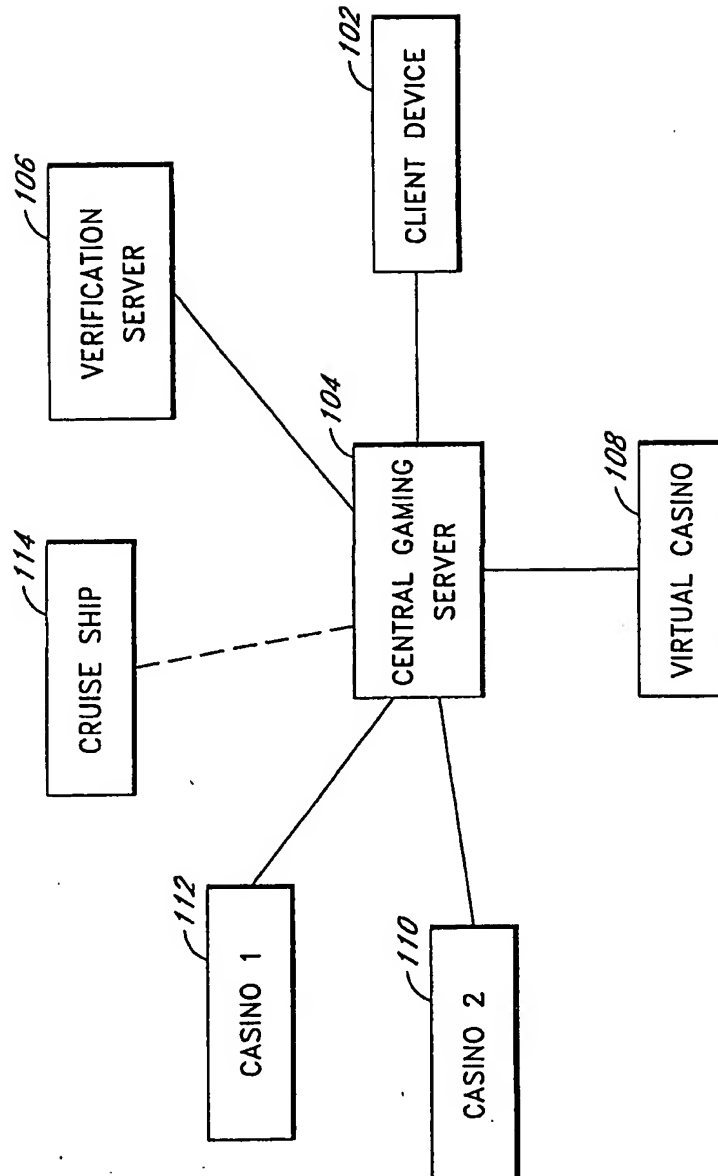 114
CRUISE SHIP
106
VERIFICATION
SERVER
112
CASINO 1
104
CENTRAL GAMING
SERVER
102
CLIENT DEVICE
110
CASINO 2
108
VIRTUAL CASINO